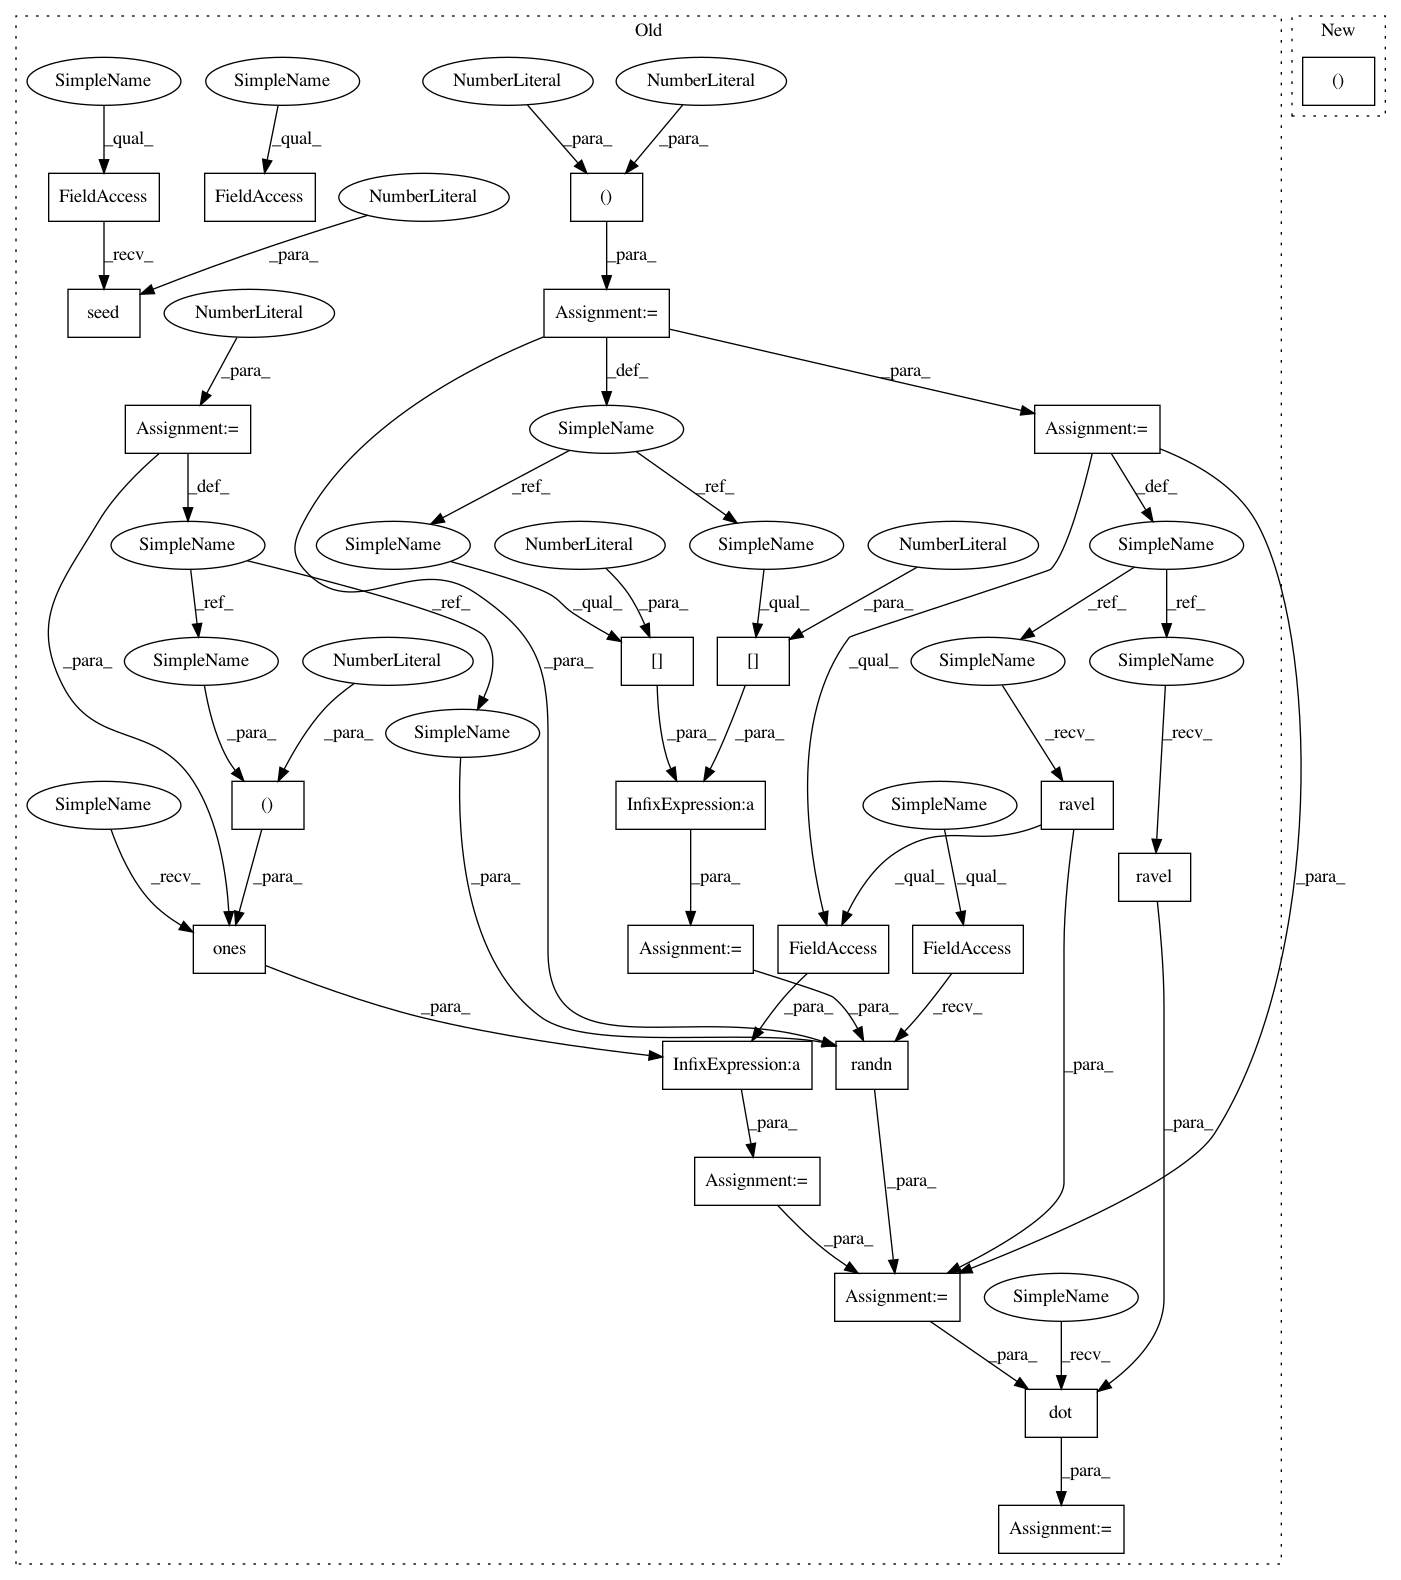 Old
New
SimpleName
SimpleName
NumberLiteral
NumberLiteral
()
_qual_
_qual_
_para_
_para_
FieldAccess
FieldAccess
NumberLiteral
()
_recv_
_para_
_para_
seed
NumberLiteral
Assignment:=
_para_
_def_
_para_
Assignment:=
SimpleName
Assignment:=
_def_
_ref_
_ref_
_def_
SimpleName
SimpleName
NumberLiteral
SimpleName
NumberLiteral
SimpleName
_ref_
_ref_
_qual_
_para_
_qual_
_para_
_ref_
_ref_
_para_
SimpleName
NumberLiteral
_para_
[]
[]
_qual_
SimpleName
SimpleName
_para_
_para_
SimpleName
_para_
_para_
_recv_
_recv_
SimpleName
()
InfixExpression:a
SimpleName
ravel
_recv_
_para_
_para_
_para_
_qual_
_qual_
ravel
_para_
ones
Assignment:=
FieldAccess
FieldAccess
_para_
_para_
_para_
_recv_
InfixExpression:a
randn
_para_
_para_
_para_
_para_
Assignment:=
_para_
Assignment:=
SimpleName
_para_
_recv_
dot
_para_
Assignment:=